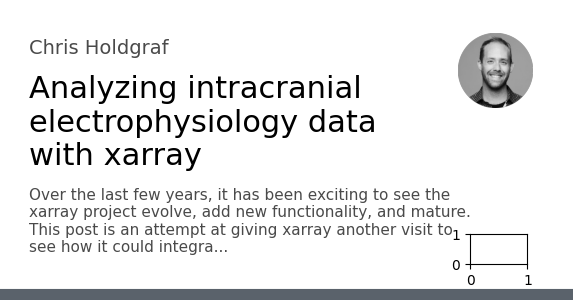 Chris Holdgraf
Analyzing intracranial
electrophysiology data
with xarray
Over the last few years, it has been exciting to see the
xarray project evolve, add new functionality, and mature.
This post is an attempt at giving xarray another visit to
see how it could integra...
1
0
0 1